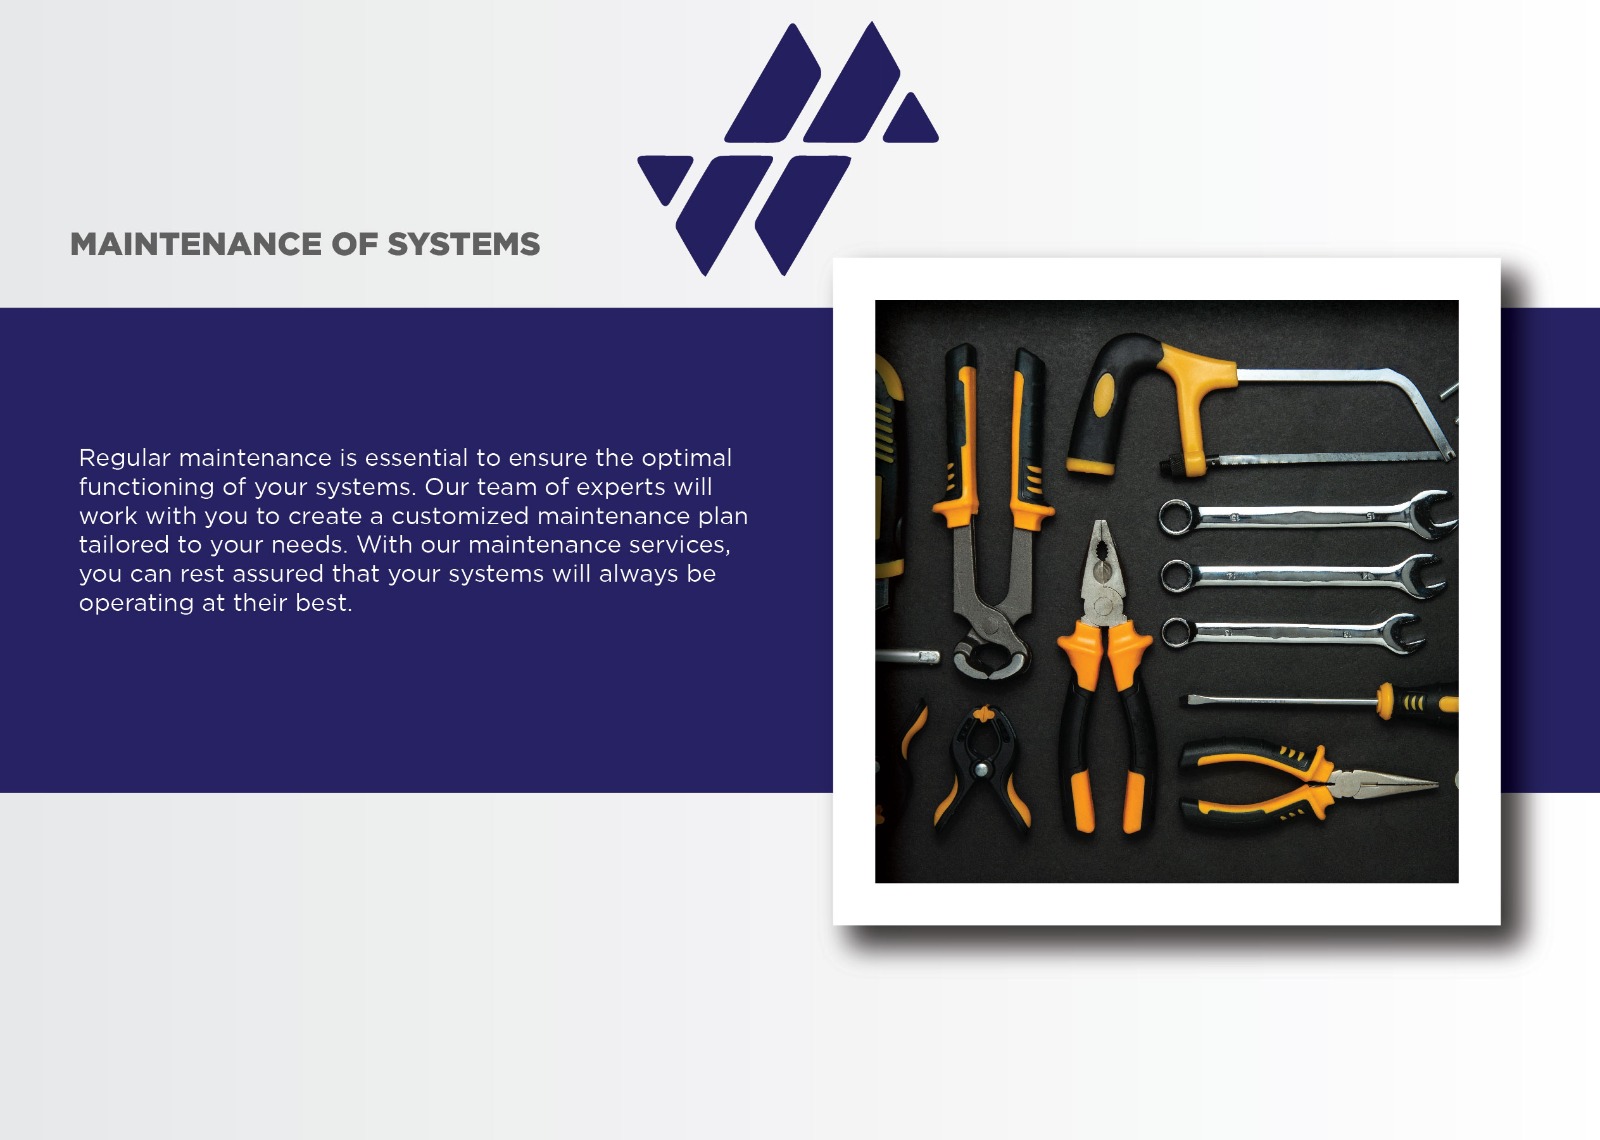 MAINTENANCE OF SYSTEMS
Regular maintenance is essential to ensure the optimal
functioning of your systems. Our team of experts will
work with you to create a customized maintenance plan
tailored to your needs. With our maintenance services,
you can rest assured that your systems will always be
operating at their best.